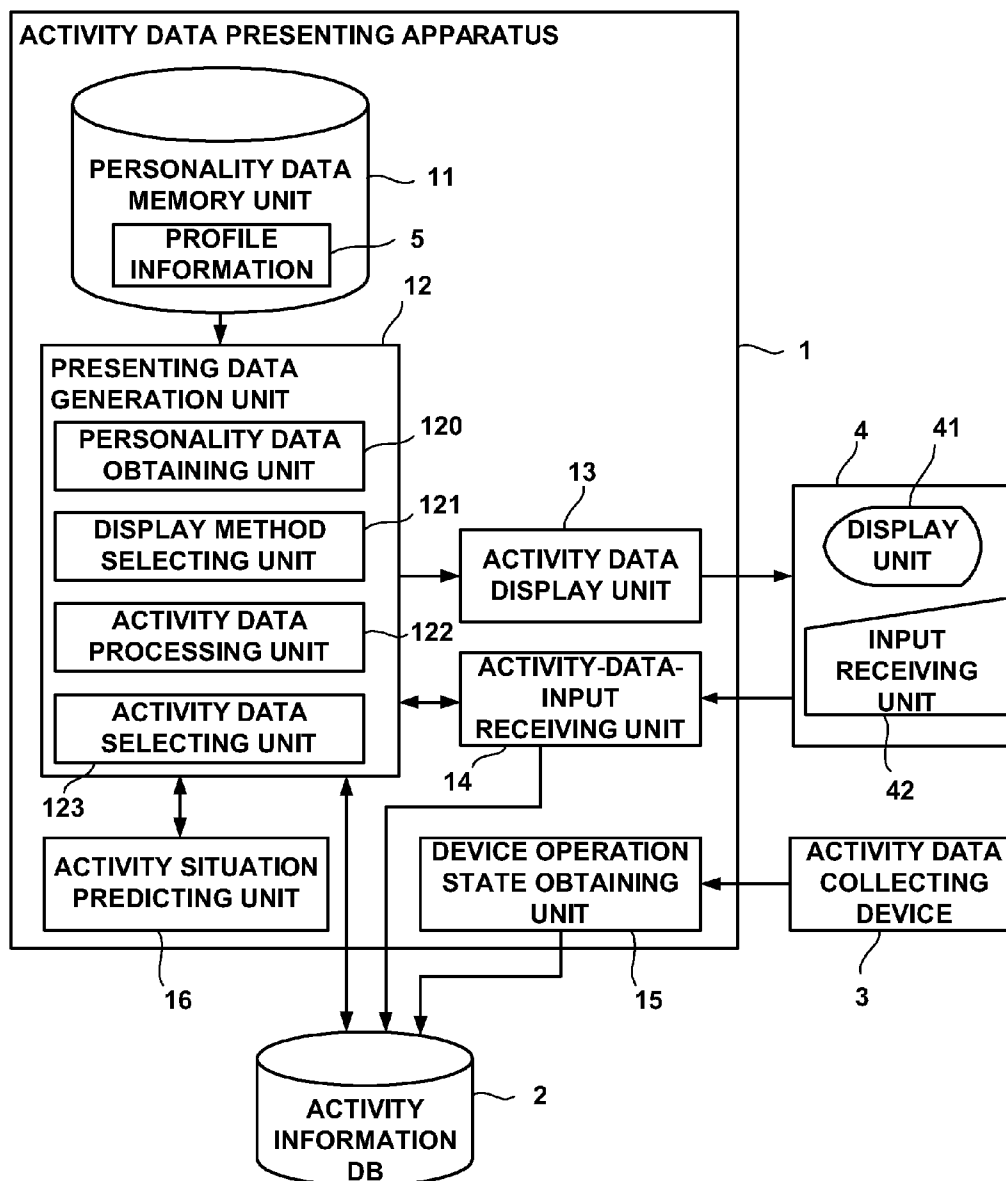 ACTIVITY DATA PRESENTING APPARATUS
PERSONALITY DATA
MEMORY UNIT
11
PROFILE
INFORMATION
5
12
PRESENTING DATA
GENERATION UNIT
1
PERSONALITY DATA
OBTAINING UNIT
120
DISPLAY METHOD
SELECTING UNIT
121
ACTIVITY DATA
PROCESSING UNIT
122
ACTIVITY DATA
SELECTING UNIT
123
13
ACTIVITY DATA
DISPLAY UNIT
4
41
DISPLAY
UNIT
INPUT
RECEIVING
UNIT
42
ACTIVITY-DATA-
INPUT
RECEIVING UNIT
14
ACTIVITY SITUATION
PREDICTING UNIT
16
DEVICE OPERATION
STATE OBTAINING
UNIT
15
ACTIVITY DATA
COLLECTING
DEVICE
3
ACTIVITY
INFORMATION
DB
2